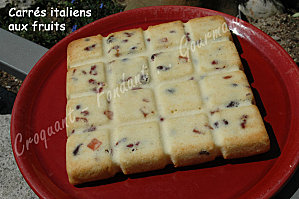 Carrés italiens
aux fruits
Croquant Fondant Gourmand